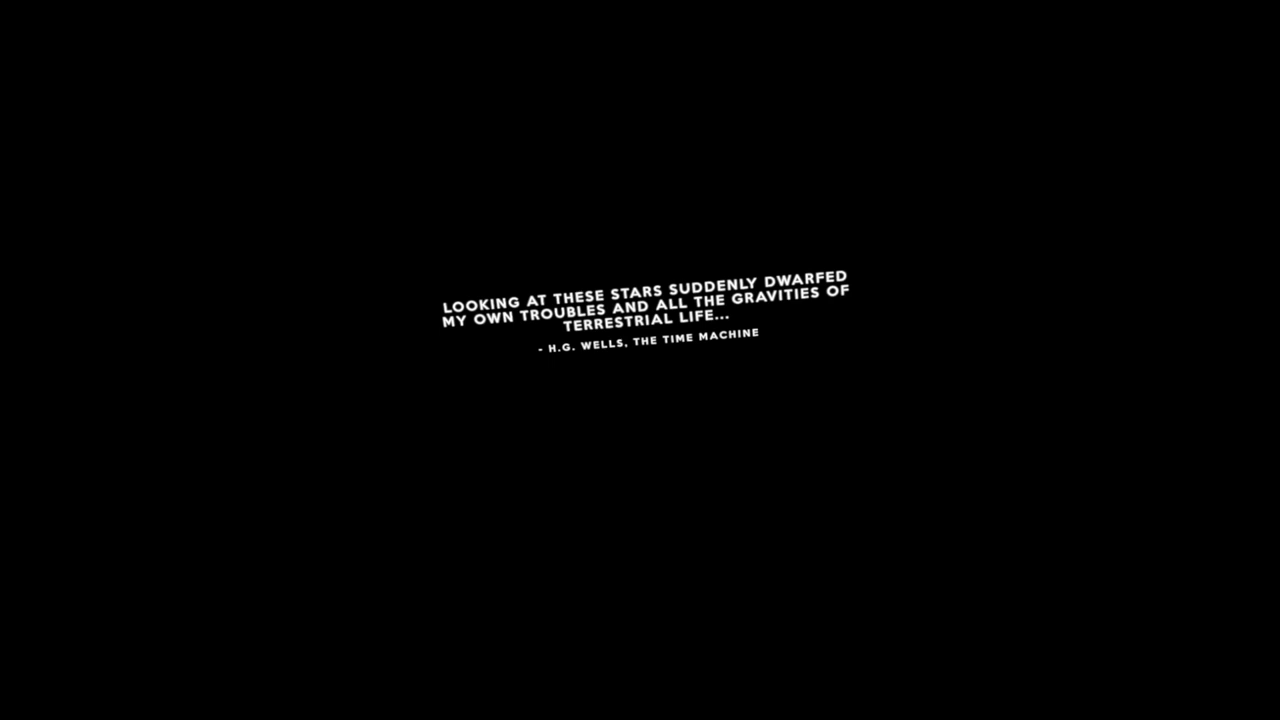 LOOKING AT THESE STARS SUDDENLY DWARFED
MY OWN TROUBLES AND ALL THE GRAVITIES OF
TERRESTRIAL LIFE...
- H.G. WELLS, THE TIME MACHINE